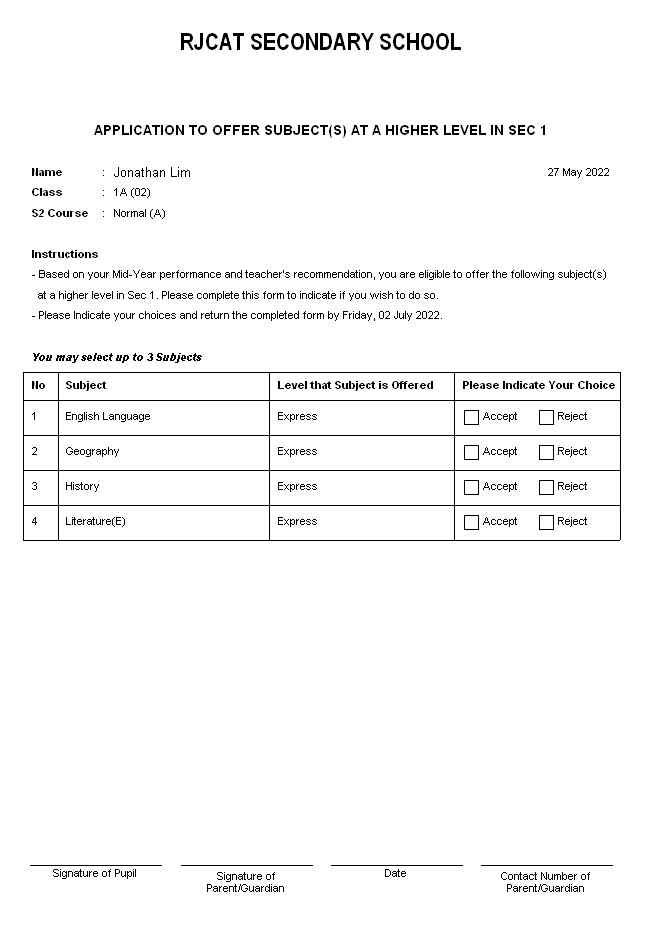 RJCAT SECONDARY SCHOOL
APPLICATION TO OFFER SUBJECT(S) AT A HIGHER LEVEL IN SEC 1
Name : Jonathan Lim 27 May 2022
Class : 1A (02)
S2 Course : Normal (A)
Instructions
- Based on your Mid-Year performance and teacher's recommendation, you are eligible to offer the following subject(s)
at a higher level in Sec 1. Please complete this form to indicate if you wish to do so.
- Please Indicate your choices and return the completed form by Friday, 02 July 2022.
You may select up to 3 Subjects
No Subject Level that Subject is Offered Please Indicate Your Choice
1 English Language Express Accept Reject
2 Geography Express Accept Reject
3 History Express Accept Reject
4 Literature(E) Express Accept Reject
Signature of Pupil Signature of Date Contact Number of
Parent/Guardian Parent/Guardian